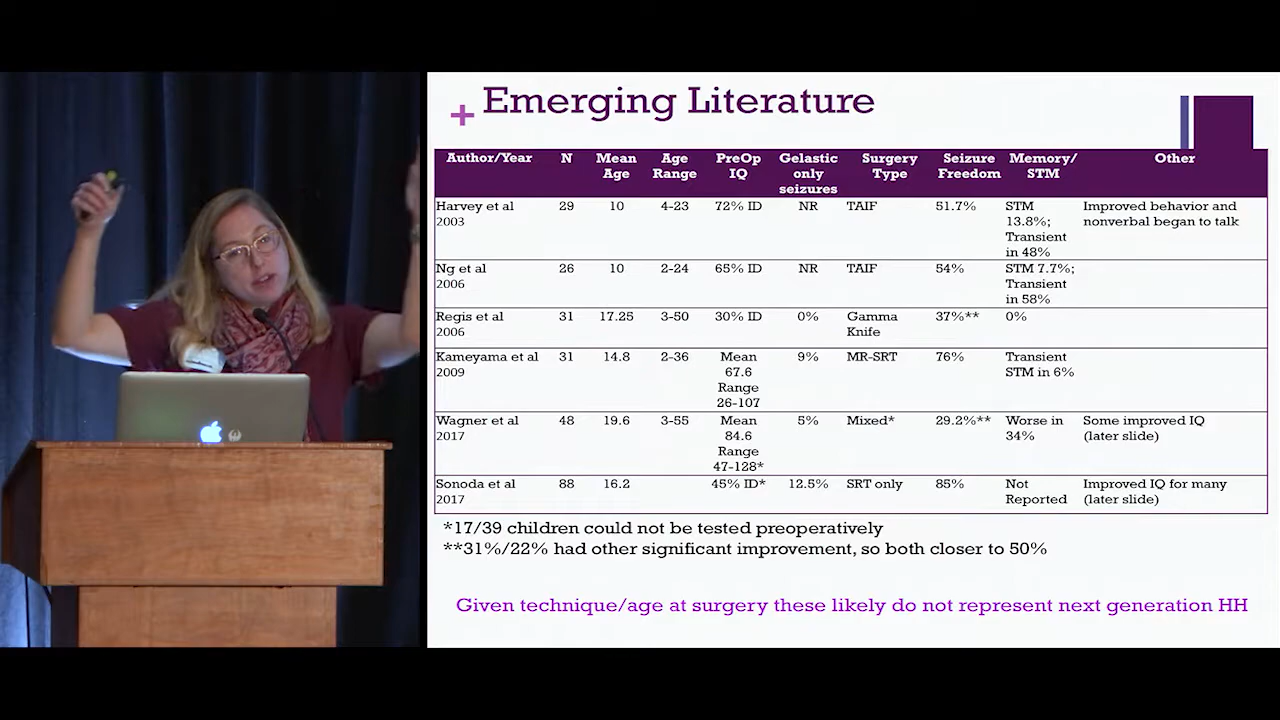 + Emerging Literature
Author/Year N Mean Age Age Range PreOp IQ Gelastic only seizures Surgery Type Seizure Freedom Memory/ STM Other
Harvey et al 2003 29 10 4-23 72% ID NR TAIF 51.7% STM 13.8%; Transient in 48% Improved behavior and nonverbal began to talk
Ng et al 2006 26 10 2-24 65% ID NR TAIF 54% STM 7.7%; Transient in 58%
Regis et al 2006 31 17.25 3-50 30% ID 0% Gamma Knife 37%** 0%
Kameyama et al 2009 31 14.8 2-36 Mean 67.6 Range 26-107 9% MR-SRT 76% Transient STM in 6%
Wagner et al 2017 48 19.6 3-55 Mean 84.6 Range 47-128* 5% Mixed* 29.2%** Worse in 34% Some improved IQ (later slide)
Sonoda et al 2017 88 16.2 45% ID* 12.5% SRT only 85% Not Reported Improved IQ for many (later slide)
*17/39 children could not be tested preoperatively
**31%/22% had other significant improvement, so both closer to 50%
Given technique/age at surgery these likely do not represent next generation HH